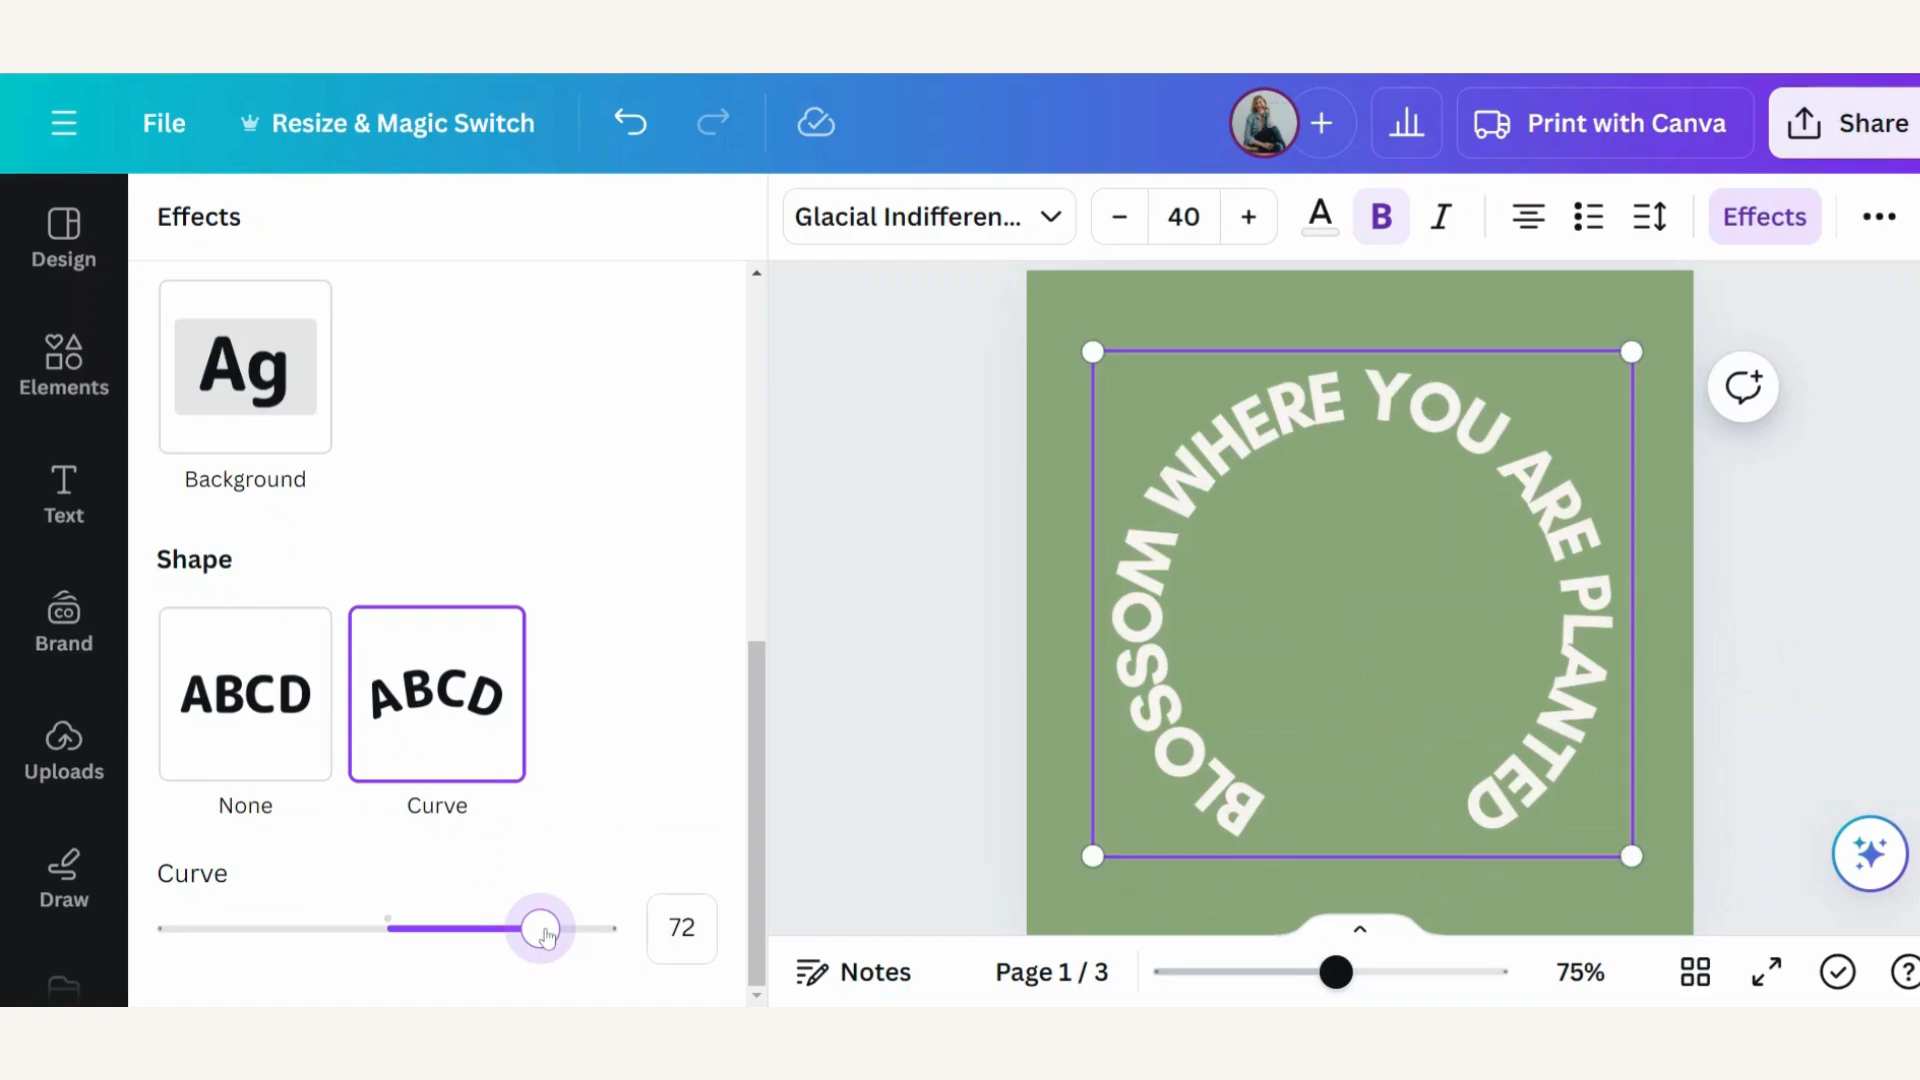 File
Resize & Magic Switch
Print with Canva
Share
Design
Elements
Text
CO
Brand
Uploads
Draw
Effects
Ag
Background
Shape
ABCD
ABCD
None
Curve
Curve
72
Glacial Indifferen...
- 40 +
A
B
I
Effects
BLOSSOM WHERE YOU ARE PLANTED
Notes
Page 1 / 3
75%
?